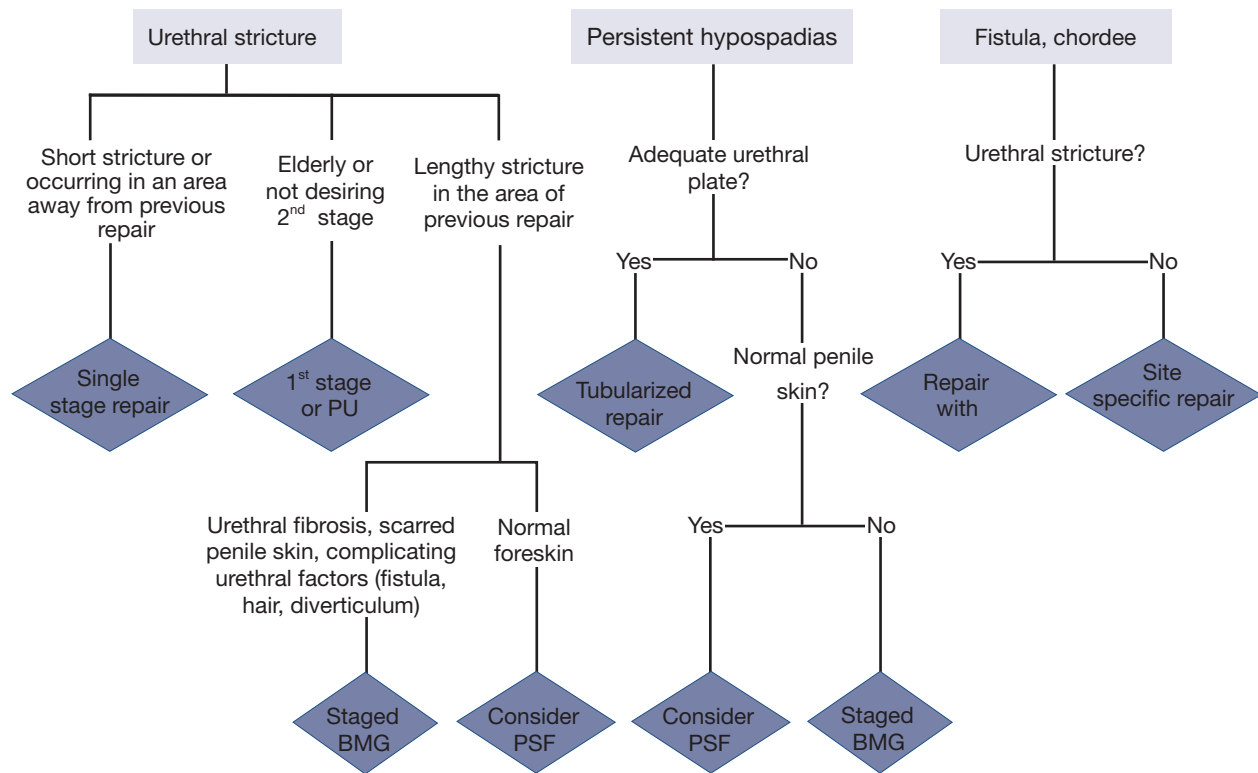 Urethral stricture
Short stricture or
occurring in an area
away from previous
repair
Elderly or
not desiring
2nd stage
Lengthy stricture
in the area of
previous repair
Single
stage repair
1st stage
or PU
Urethral fibrosis, scarred
penile skin, complicating
urethral factors (fistula,
hair, diverticulum)
Normal
foreskin
Staged
BMG
Consider
PSF
Persistent hypospadias
Adequate urethral
plate?
Yes
No
Tubularized
repair
Normal penile
skin?
Yes
No
Consider
PSF
Staged
BMG
Fistula, chordee
Urethral stricture?
Yes
No
Repair
with
Site
specific repair